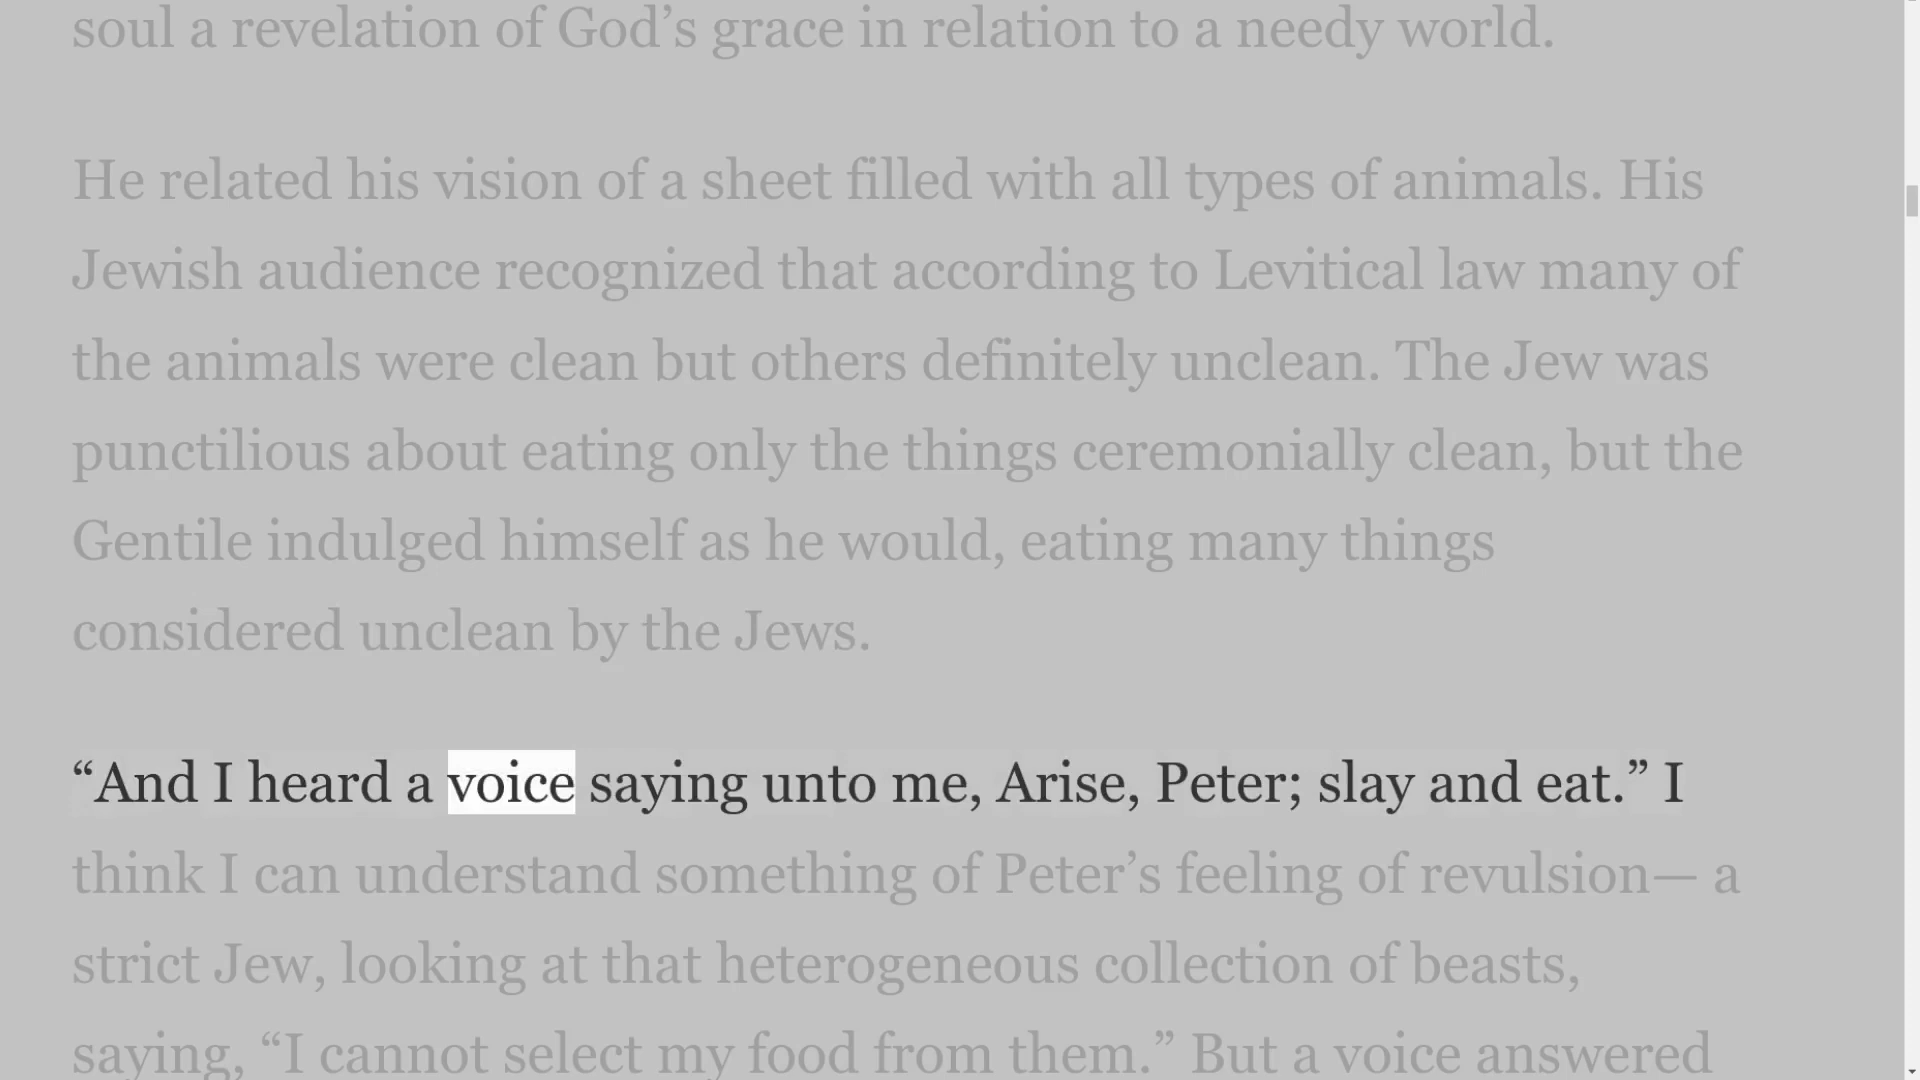 soul a revelation of God’s grace in relation to a needy world.
He related his vision of a sheet filled with all types of animals. His
Jewish audience recognized that according to Levitical law many of
the animals were clean but others definitely unclean. The Jew was
punctilious about eating only the things ceremonially clean, but the
Gentile indulged himself as he would, eating many things
considered unclean by the Jews.
“And I heard a voice saying unto me, Arise, Peter; slay and eat.” I
think I can understand something of Peter’s feeling of revulsion— a
strict Jew, looking at that heterogeneous collection of beasts,
saying, “I cannot select my food from them.” But a voice answered